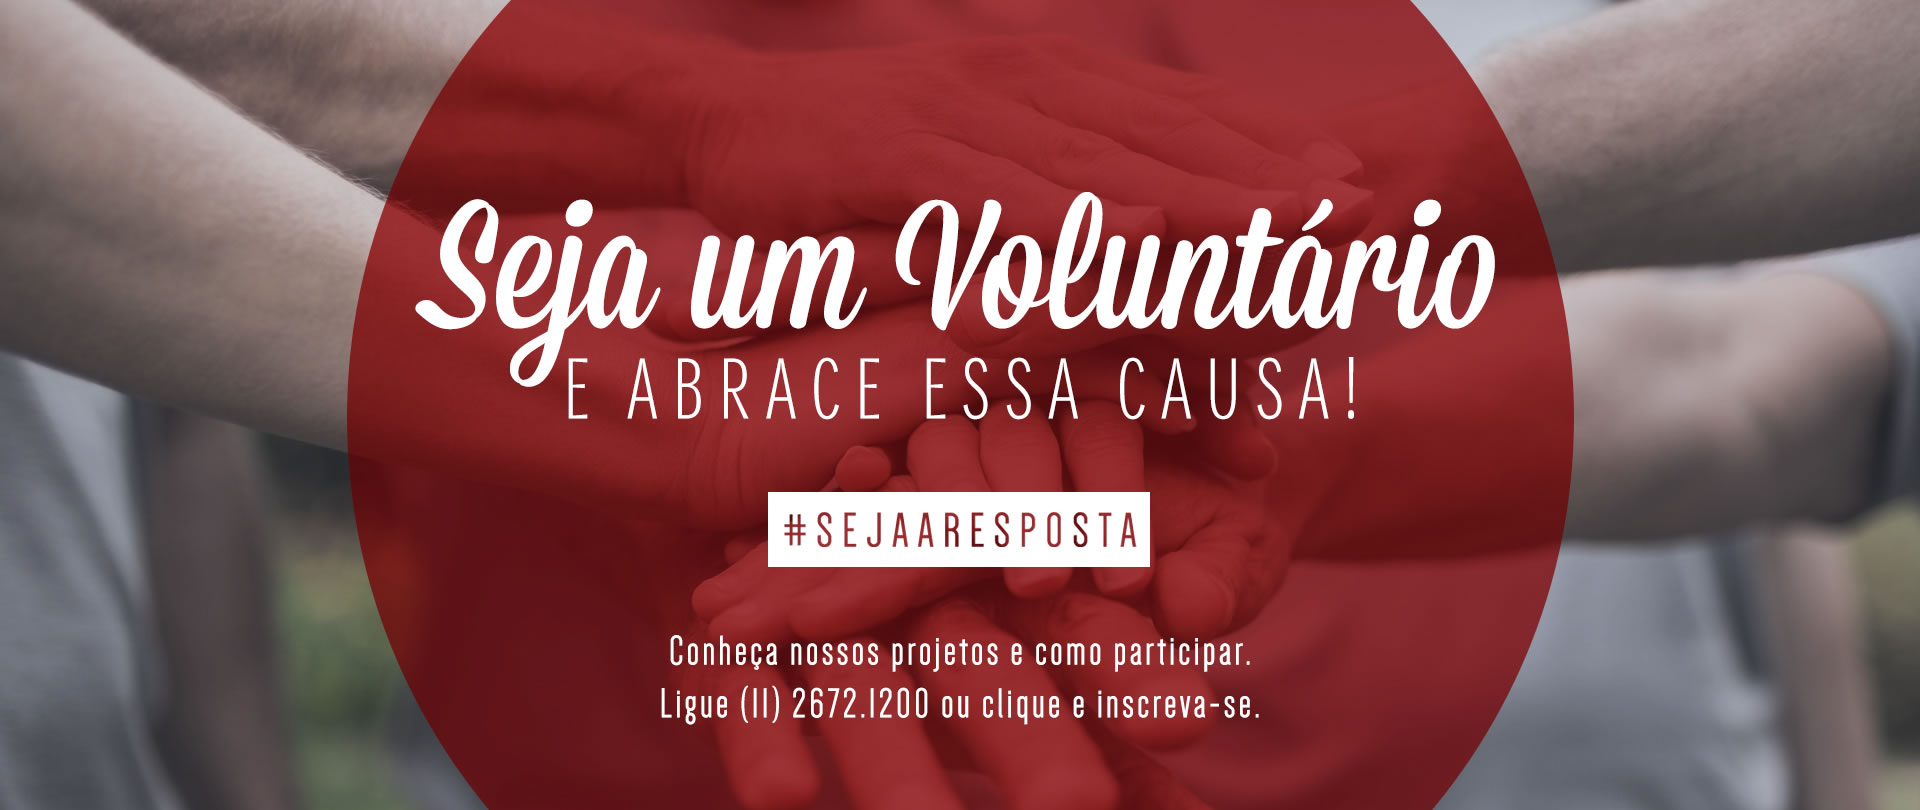 Seja um Voluntário
E ABRACE ESSA CAUSA!
#SEJAARESPOSTA
Conheça nossos projetos e como participar.
Ligue (11) 2672.1200 ou clique e inscreva-se.